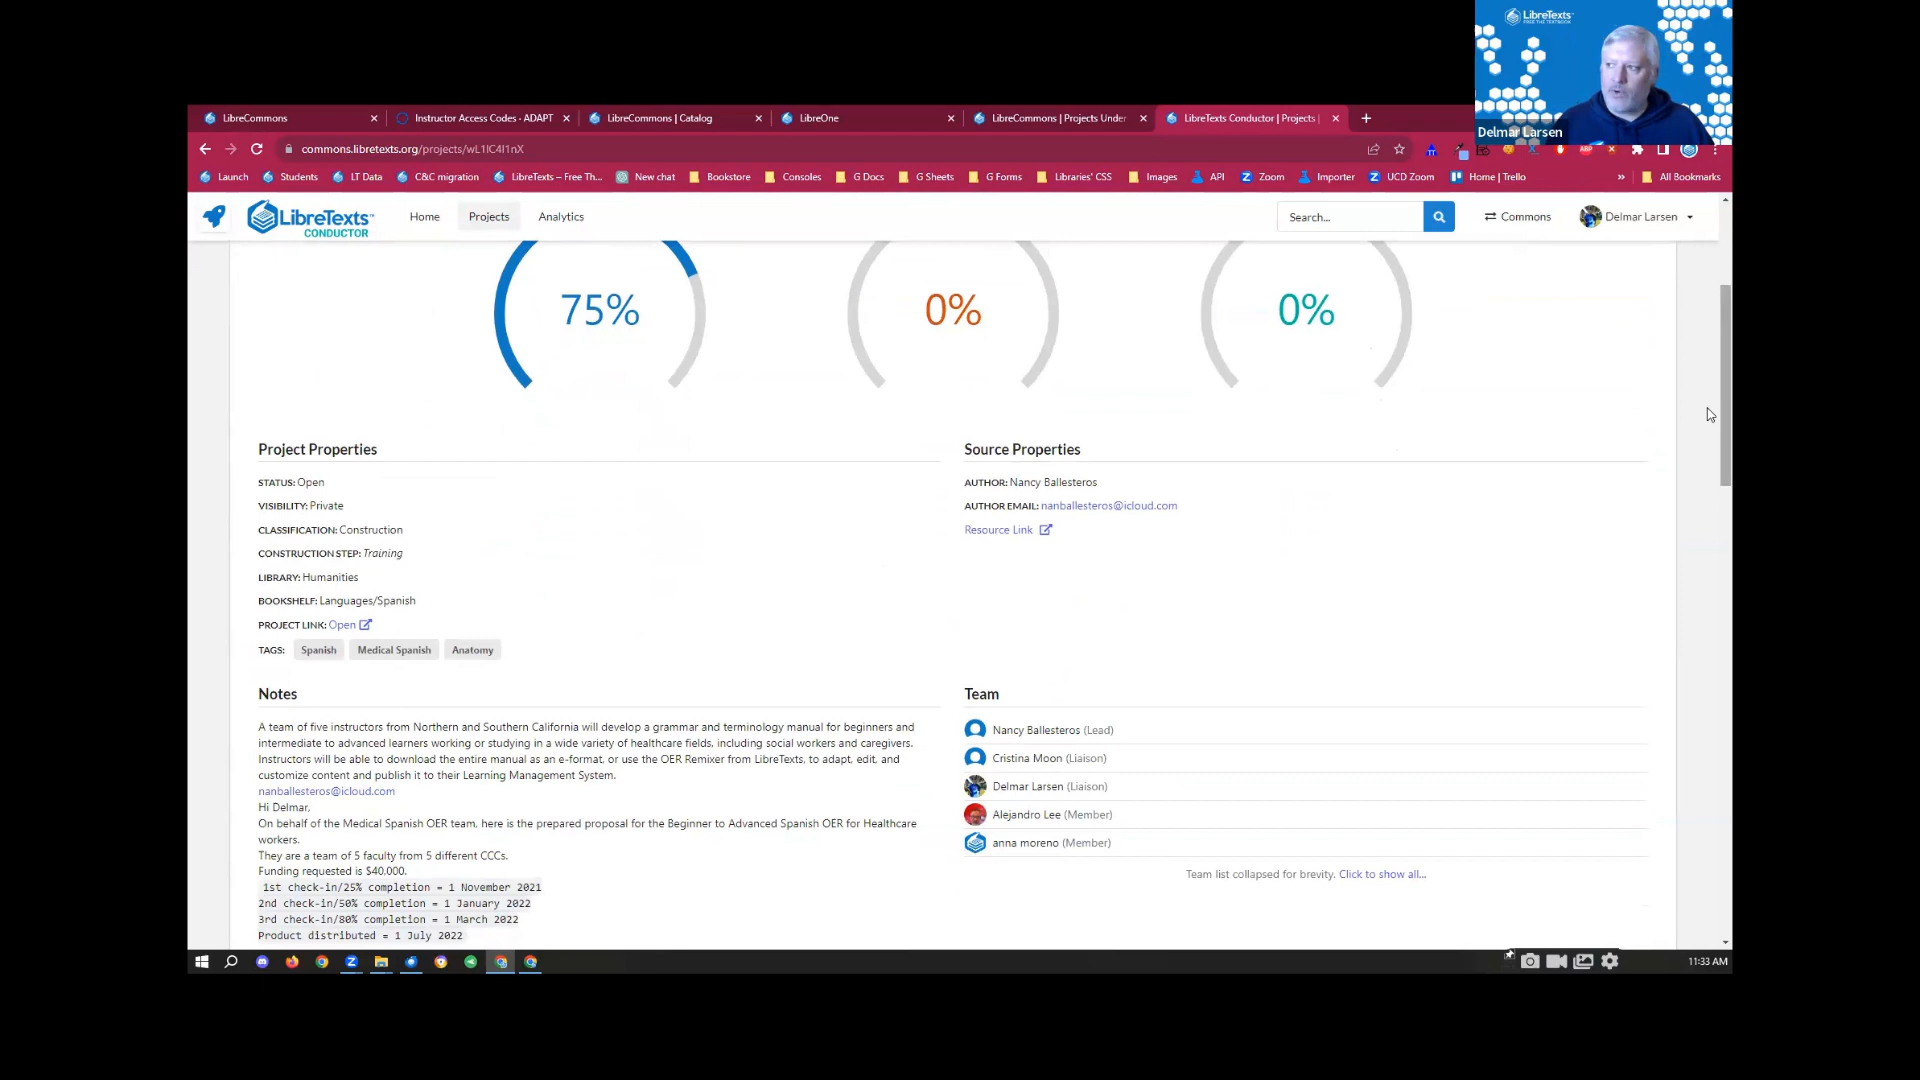 LibreTexts
FREE THE TEXTBOOK
Delmar Larsen
LibreCommons
Instructor Access Codes - ADAPT
LibreCommons | Catalog
LibreOne
LibreCommons | Projects Under
LibreTexts Conductor | Projects |
commons.libretexts.org/projects/wL1lC4l1nX
Launch
Students
LT Data
C&C migration
LibreTexts – Free Th...
New chat
Bookstore
Consoles
G Docs
G Sheets
G Forms
Libraries' CSS
Images
API
Zoom
Importer
UCD Zoom
Home | Trello
»
All Bookmarks
LibreTexts™
CONDUCTOR
Home
Projects
Analytics
Search...
Commons
Delmar Larsen
75%
0%
0%
Project Properties
STATUS: Open
VISIBILITY: Private
CLASSIFICATION: Construction
CONSTRUCTION STEP: Training
LIBRARY: Humanities
BOOKSHELF: Languages/Spanish
PROJECT LINK: Open
TAGS: Spanish Medical Spanish Anatomy
Source Properties
AUTHOR: Nancy Ballesteros
AUTHOR EMAIL: nanballesteros@icloud.com
Resource Link
Notes
A team of five instructors from Northern and Southern California will develop a grammar and terminology manual for beginners and
intermediate to advanced learners working or studying in a wide variety of healthcare fields, including social workers and caregivers.
Instructors will be able to download the entire manual as an e-format, or use the OER Remixer from LibreTexts, to adapt, edit, and
customize content and publish it to their Learning Management System.
nanballesteros@icloud.com
Hi Delmar,
On behalf of the Medical Spanish OER team, here is the prepared proposal for the Beginner to Advanced Spanish OER for Healthcare
workers.
They are a team of 5 faculty from 5 different CCCs.
Funding requested is $40,000.
1st check-in/25% completion = 1 November 2021
2nd check-in/50% completion = 1 January 2022
3rd check-in/80% completion = 1 March 2022
Product distributed = 1 July 2022
Team
Nancy Ballesteros (Lead)
Cristina Moon (Liaison)
Delmar Larsen (Liaison)
Alejandro Lee (Member)
anna moreno (Member)
Team list collapsed for brevity. Click to show all...
11:33 AM